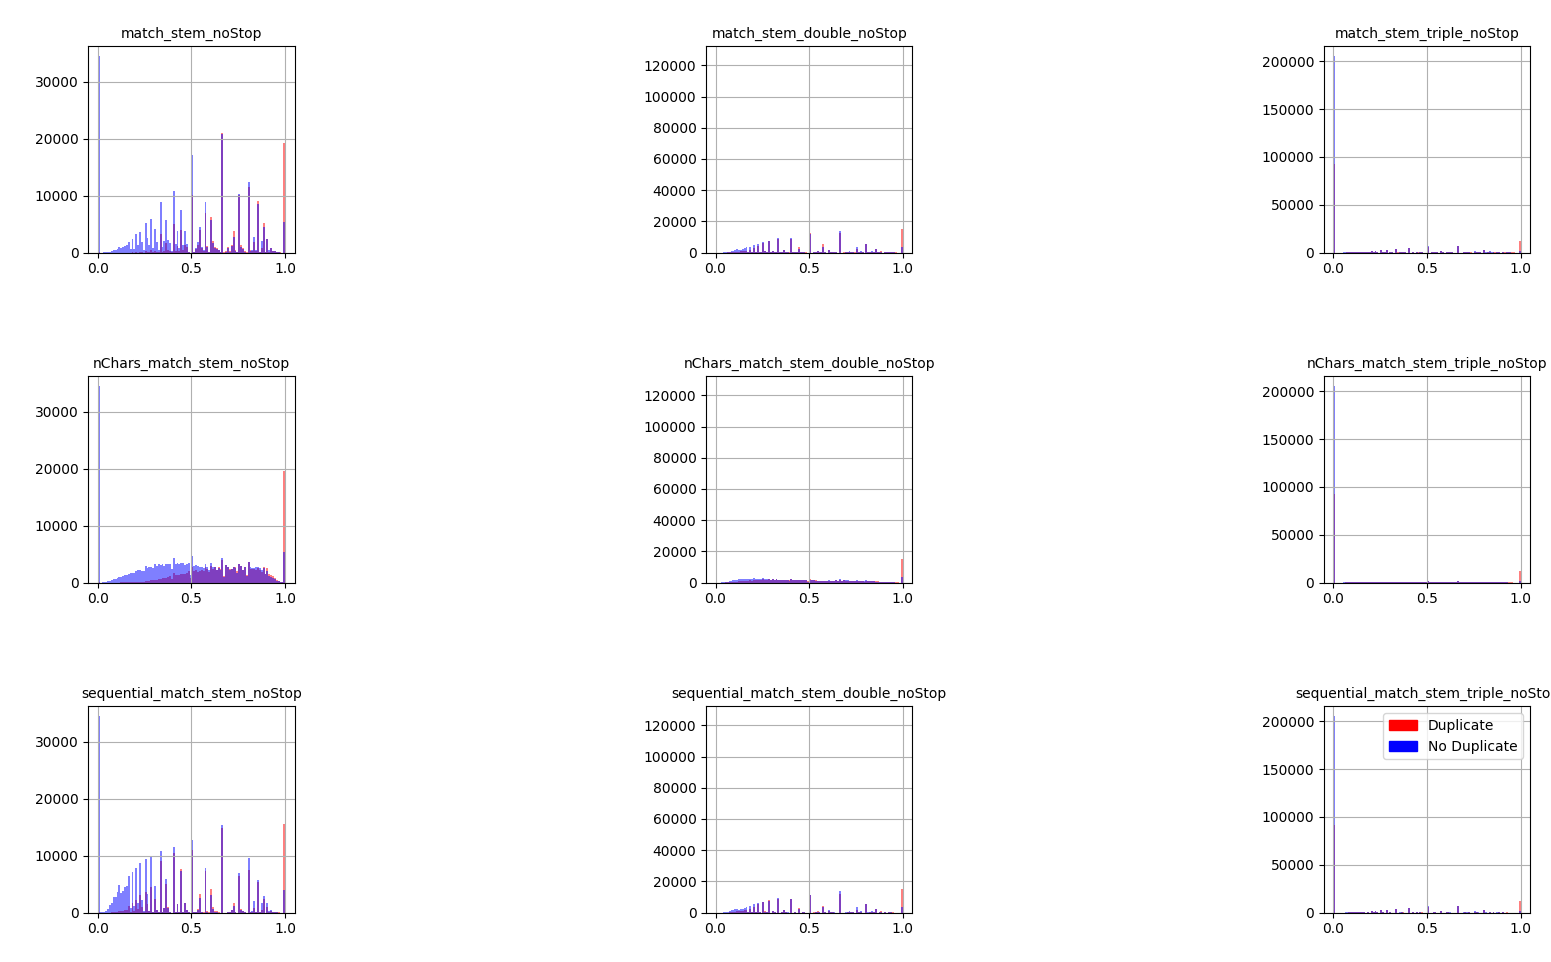 match_stem_noStop
match_stem_double_noStop
match_stem_triple_noStop
30000
20000
10000
0
0.0 0.5 1.0
120000
100000
80000
60000
40000
20000
0
0.0 0.5 1.0
200000
150000
100000
50000
0
0.0 0.5 1.0
nChars_match_stem_noStop
nChars_match_stem_double_noStop
nChars_match_stem_triple_noStop
30000
20000
10000
0
0.0 0.5 1.0
120000
100000
80000
60000
40000
20000
0
0.0 0.5 1.0
200000
150000
100000
50000
0
0.0 0.5 1.0
sequential_match_stem_noStop
sequential_match_stem_double_noStop
sequential_match_stem_triple_noSto
30000
20000
10000
0
0.0 0.5 1.0
120000
100000
80000
60000
40000
20000
0
0.0 0.5 1.0
200000
150000
100000
50000
0
0.0 0.5 1.0
Duplicate
No Duplicate